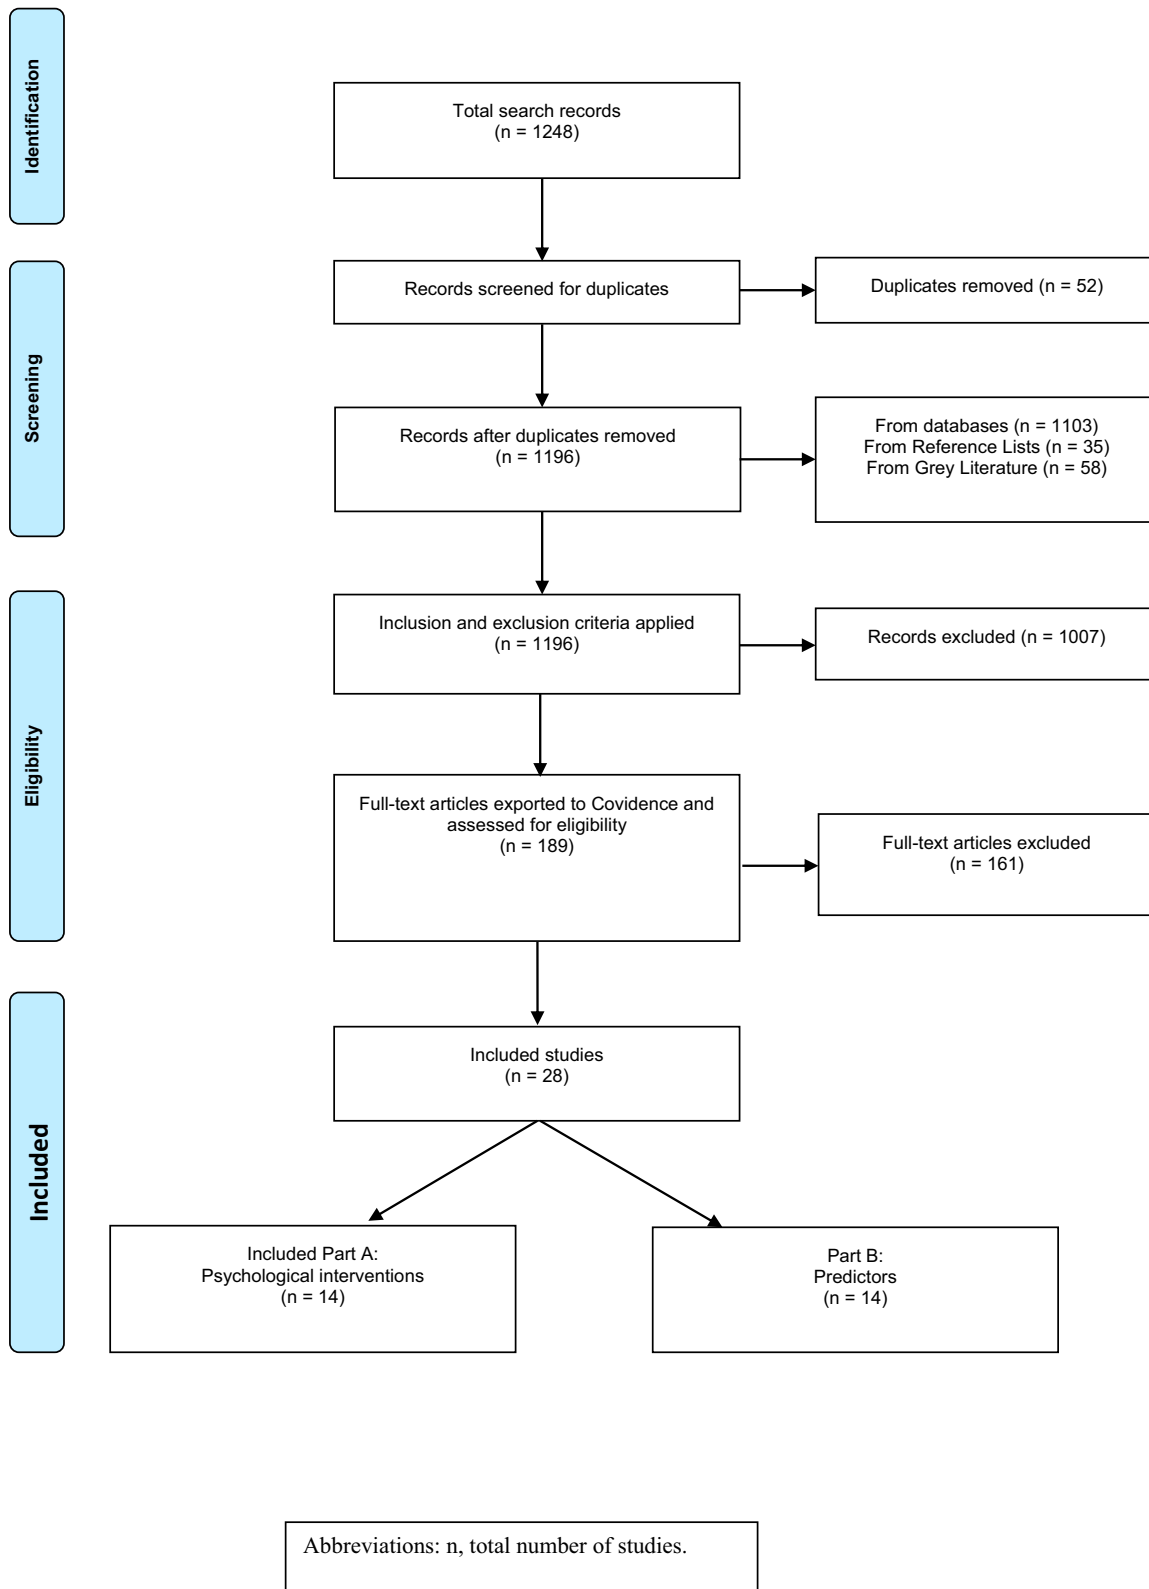 Identification
Total search records
(n = 1248)
Screening
Records screened for duplicates
Duplicates removed (n = 52)
Records after duplicates removed
(n = 1196)
From databases (n = 1103)
From Reference Lists (n = 35)
From Grey Literature (n = 58)
Eligibility
Inclusion and exclusion criteria applied
(n = 1196)
Records excluded (n = 1007)
Full-text articles exported to Covidence and
assessed for eligibility
(n = 189)
Full-text articles excluded
(n = 161)
Included
Included studies
(n = 28)
Included Part A:
Psychological interventions
(n = 14)
Part B:
Predictors
(n = 14)
Abbreviations: n, total number of studies.